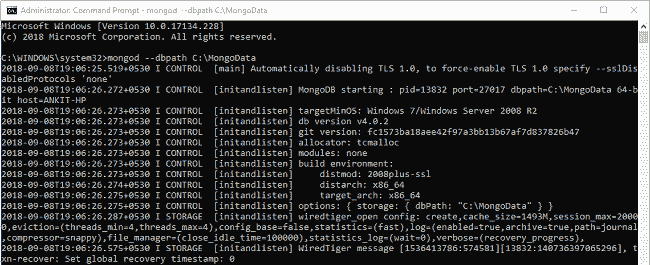 Administrator: Command Prompt - mongod --dbpath C:\MongoData
Microsoft Windows [Version 10.0.17134.228]
(c) 2018 Microsoft Corporation. All rights reserved.
C:\WINDOWS\system32>mongod --dbpath C:\MongoData
2018-09-08T19:06:25.519+0530 I CONTROL  [main] Automatically disabling TLS 1.0, to force-enable TLS 1.0 specify --sslDis
abledProtocols 'none'
2018-09-08T19:06:26.272+0530 I CONTROL  [initandlisten] MongoDB starting : pid=13832 port=27017 dbpath=C:\MongoData 64-b
it host=ANKIT-HP
2018-09-08T19:06:26.273+0530 I CONTROL  [initandlisten] targetMinOS: Windows 7/Windows Server 2008 R2
2018-09-08T19:06:26.273+0530 I CONTROL  [initandlisten] db version v4.0.2
2018-09-08T19:06:26.273+0530 I CONTROL  [initandlisten] git version: fc1573ba18aee42f97a3bb13b67af7d837826b47
2018-09-08T19:06:26.273+0530 I CONTROL  [initandlisten] allocator: tcmalloc
2018-09-08T19:06:26.273+0530 I CONTROL  [initandlisten] modules: none
2018-09-08T19:06:26.273+0530 I CONTROL  [initandlisten] build environment:
2018-09-08T19:06:26.273+0530 I CONTROL  [initandlisten]     distmod: 2008plus-ssl
2018-09-08T19:06:26.274+0530 I CONTROL  [initandlisten]     distarch: x86_64
2018-09-08T19:06:26.275+0530 I CONTROL  [initandlisten]     target_arch: x86_64
2018-09-08T19:06:26.275+0530 I CONTROL  [initandlisten] options: { storage: { dbPath: "C:\MongoData" } }
2018-09-08T19:06:26.287+0530 I STORAGE  [initandlisten] wiredtiger_open config: create,cache_size=1493M,session_max=2000
0,eviction=(threads_min=4,threads_max=4),config_base=false,statistics=(fast),log=(enabled=true,archive=true,path=journal
,compressor=snappy),file_manager=(close_idle_time=100000),statistics_log=(wait=0),verbose=(recovery_progress),
2018-09-08T19:06:26.575+0530 I STORAGE  [initandlisten] WiredTiger message [1536413786:574581][13832:140736397065296], t
xn-recover: Set global recovery timestamp: 0